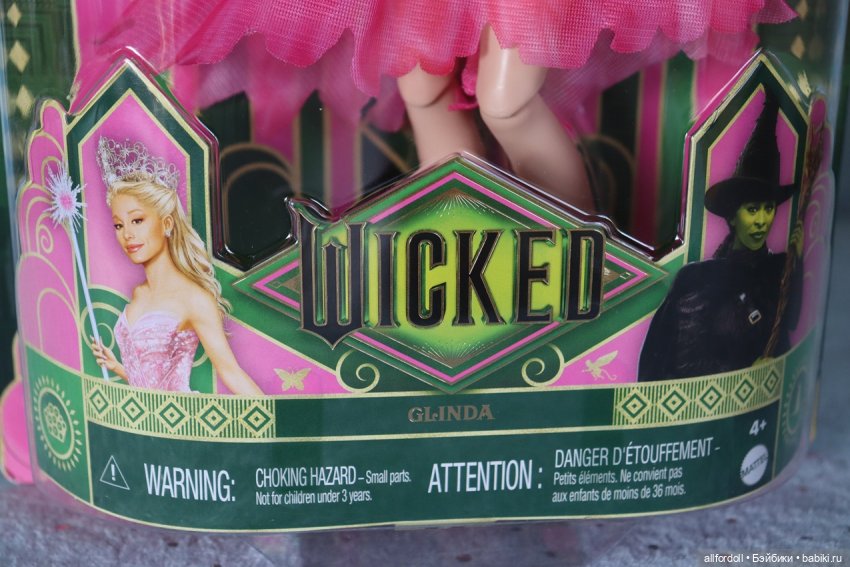 WICKED
GLINDA
4+
WARNING:
CHOKING HAZARD – Small parts.
Not for children under 3 years.
ATTENTION :
DANGER D'ÉTOUFFEMENT –
Petits éléments. Ne convient pas
aux enfants de moins de 36 mois.
MATTEL
allfordoll • Бэйбики • babiki.ru